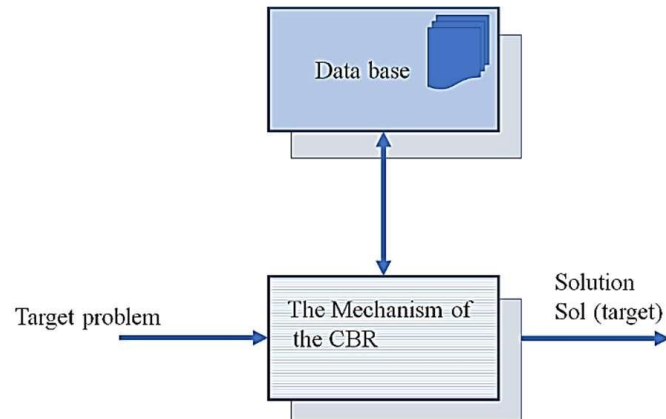 Data base
Target problem
The Mechanism of
the CBR
Solution
Sol (target)